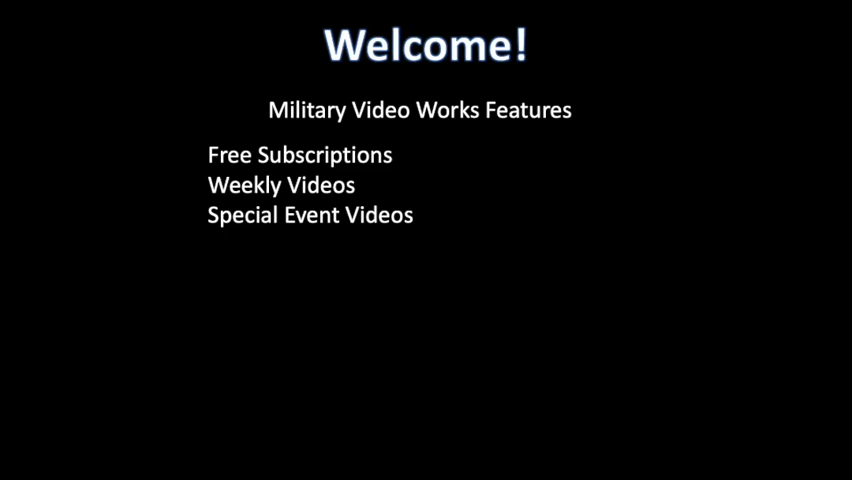 Welcome!
Military Video Works Features
Free Subscriptions
Weekly Videos
Special Event Videos